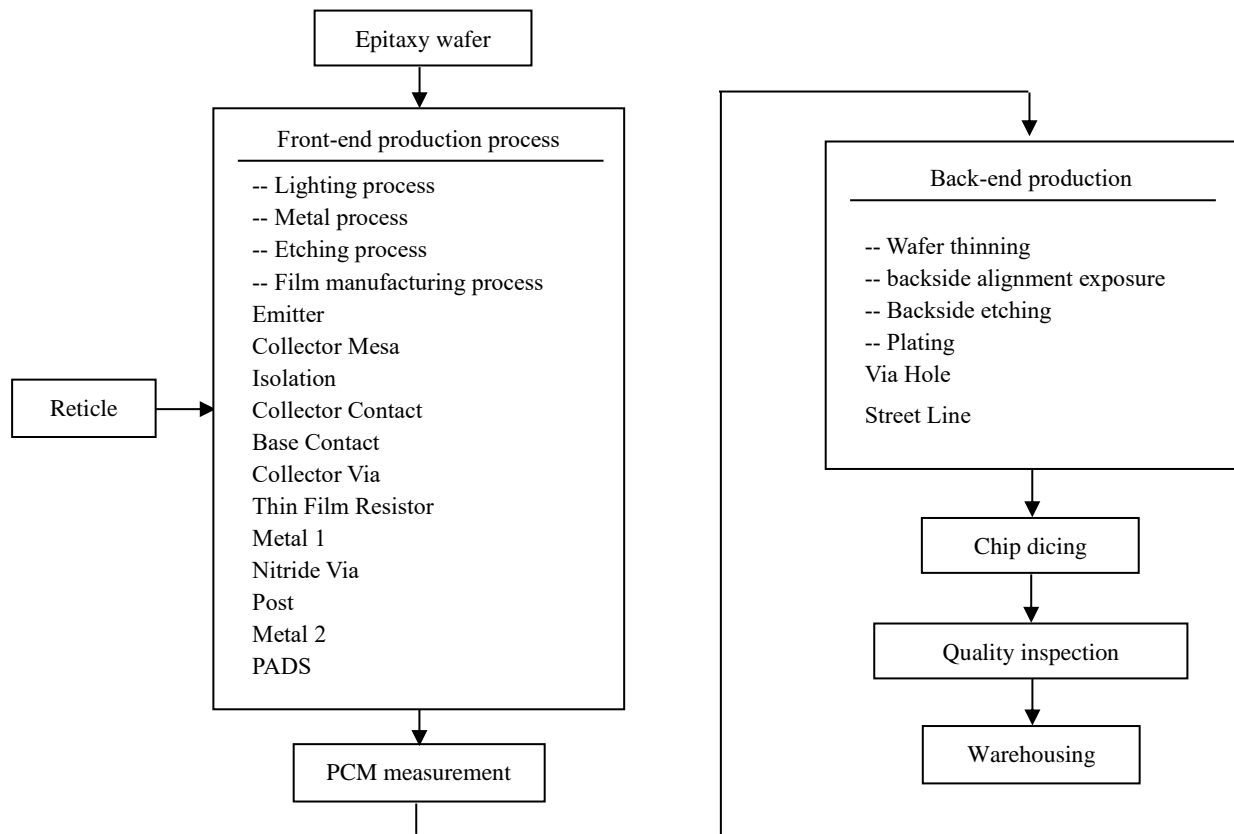 Epitaxy wafer
Front-end production process
-- Lighting process
-- Metal process
-- Etching process
-- Film manufacturing process
Emitter
Collector Mesa
Isolation
Collector Contact
Base Contact
Collector Via
Thin Film Resistor
Metal 1
Nitride Via
Post
Metal 2
PADS
Reticle
PCM measurement
Back-end production
-- Wafer thinning
-- backside alignment exposure
-- Backside etching
-- Plating
Via Hole
Street Line
Chip dicing
Quality inspection
Warehousing